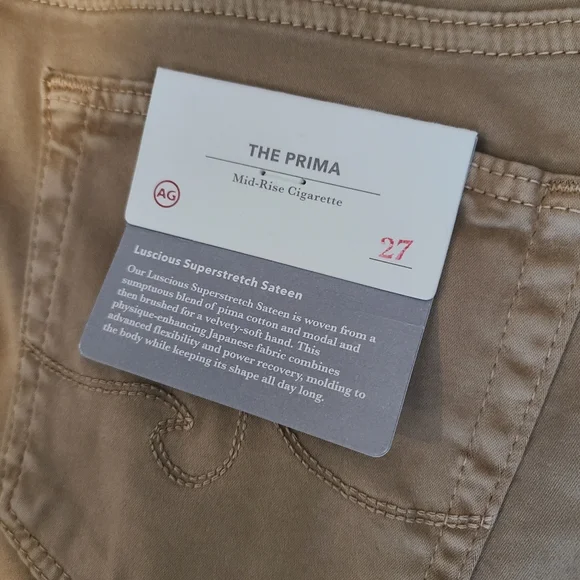 THE PRIMA
Mid-Rise Cigarette
AG
27
Luscious Superstretch Sateen
Our Luscious Superstretch Sateen is woven from a
sumptuous blend of pima cotton and modal and
then brushed for a velvety-soft hand. This
physique-enhancing Japanese fabric combines
advanced flexibility and power recovery, molding to
the body while keeping its shape all day long.